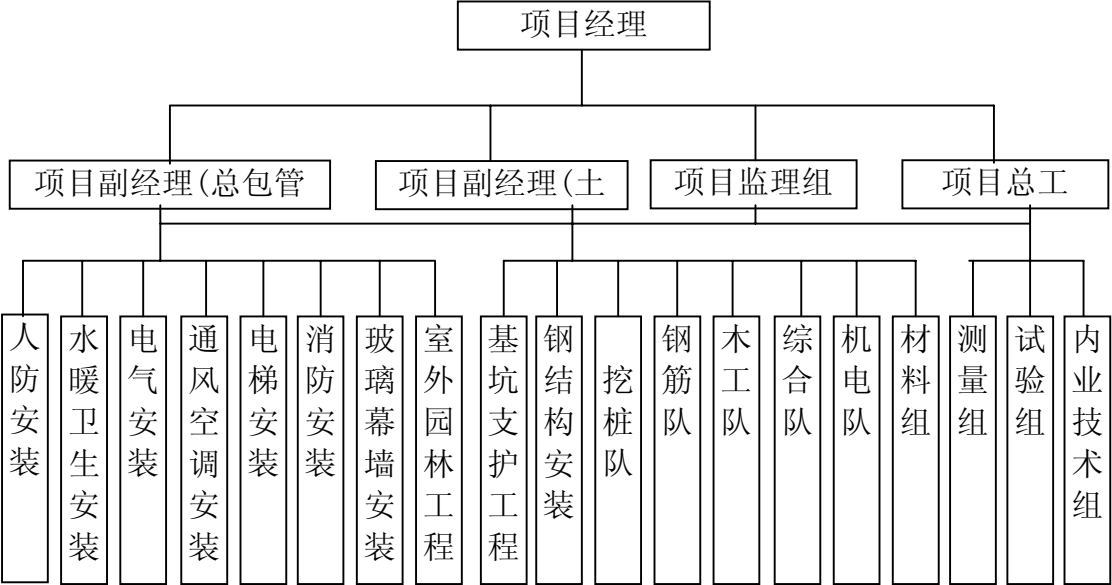 项目经理
项目副经理(总包管
项目副经理(土
项目监理组
项目总工
人防安装
水暖卫生安装
电气安装
通风空调安装
电梯安装
消防安装
玻璃幕墙安装
室外园林工程
基坑支护工程
钢结构安装
挖桩队
钢筋队
木工队
综合队
机电队
材料组
测量组
试验组
内业技术组